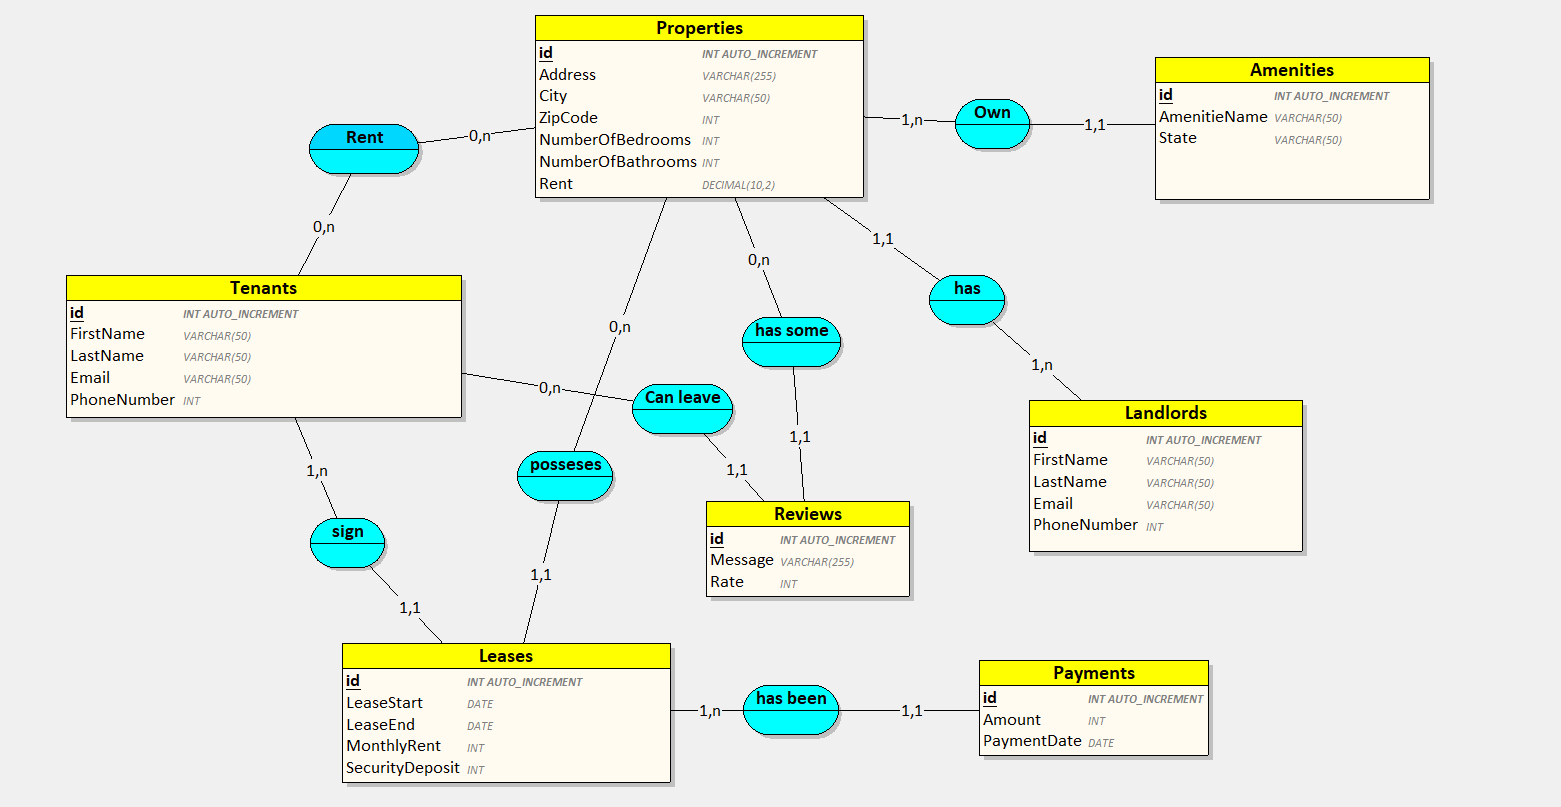 Properties
id INT AUTO_INCREMENT
Address VARCHAR(255)
City VARCHAR(50)
ZipCode INT
NumberOfBedrooms INT
NumberOfBathrooms INT
Rent DECIMAL(10,2)
1,n
Own
1,1
Amenities
id INT AUTO_INCREMENT
AmenitieName VARCHAR(50)
State VARCHAR(50)
Rent
0,n
0,n
Tenants
id INT AUTO_INCREMENT
FirstName VARCHAR(50)
LastName VARCHAR(50)
Email VARCHAR(50)
PhoneNumber INT
0,n
posseses
1,1
0,n
has some
1,1
1,1
has
1,n
Landlords
id INT AUTO_INCREMENT
FirstName VARCHAR(50)
LastName VARCHAR(50)
Email VARCHAR(50)
PhoneNumber INT
0,n
Can leave
1,1
Reviews
id INT AUTO_INCREMENT
Message VARCHAR(255)
Rate INT
1,n
sign
1,1
Leases
id INT AUTO_INCREMENT
LeaseStart DATE
LeaseEnd DATE
MonthlyRent INT
SecurityDeposit INT
1,n
has been
1,1
Payments
id INT AUTO_INCREMENT
Amount INT
PaymentDate DATE